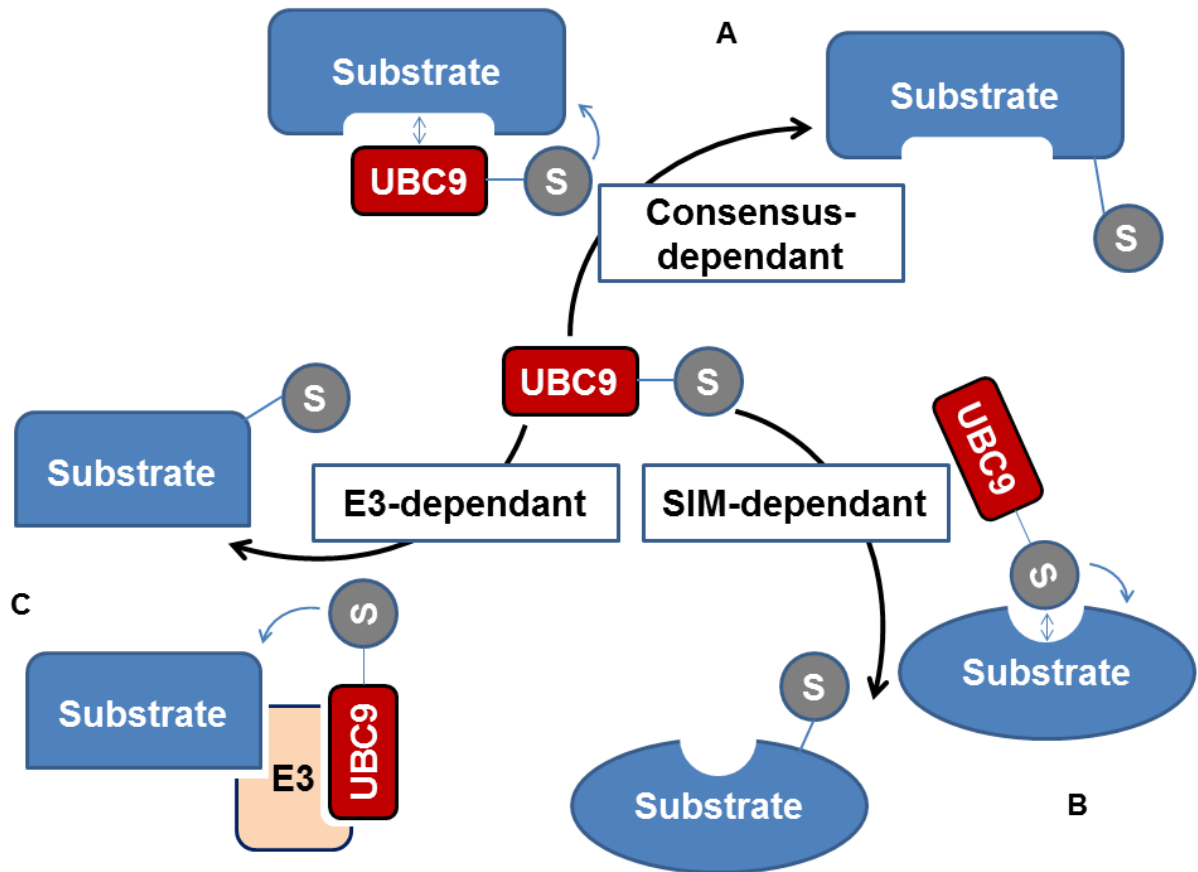 A
Substrate
Substrate
UBC9
S
S
Consensus-
dependant
UBC9
S
S
Substrate
UBC9
E3-dependant
SIM-dependant
S
Substrate
C
S
Substrate
UBC9
E3
S
Substrate
B